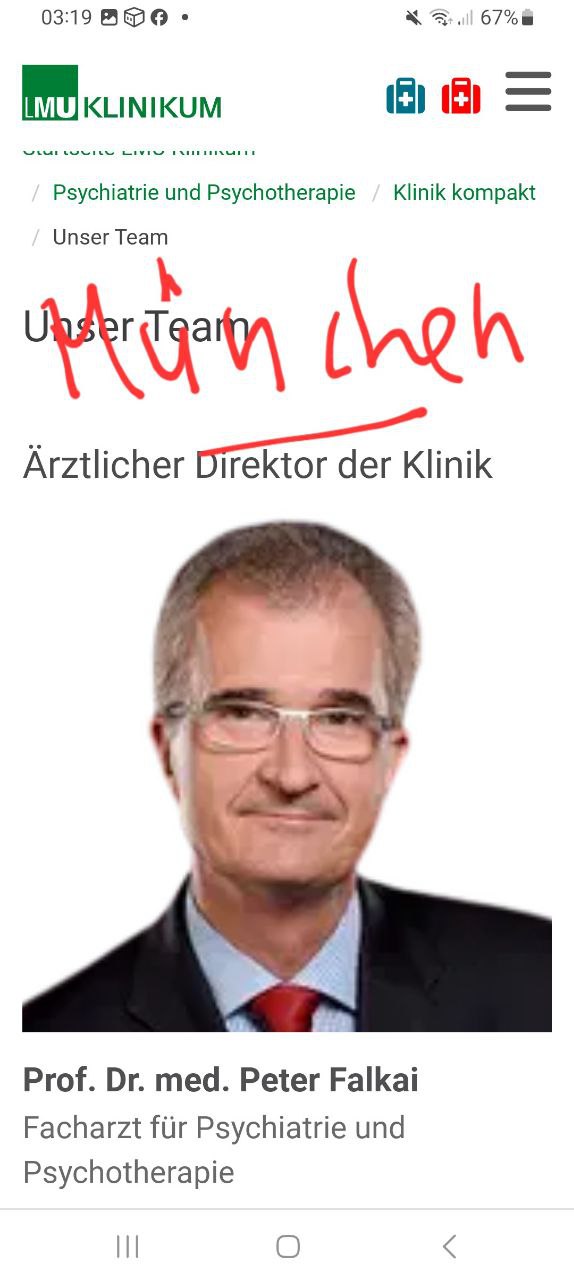 03:19
67%
LMU KLINIKUM
Startseite LMU Klinikum
/ Psychiatrie und Psychotherapie / Klinik kompakt
/ Unser Team
Unser Team
München
Ärztlicher Direktor der Klinik
Prof. Dr. med. Peter Falkai
Facharzt für Psychiatrie und
Psychotherapie